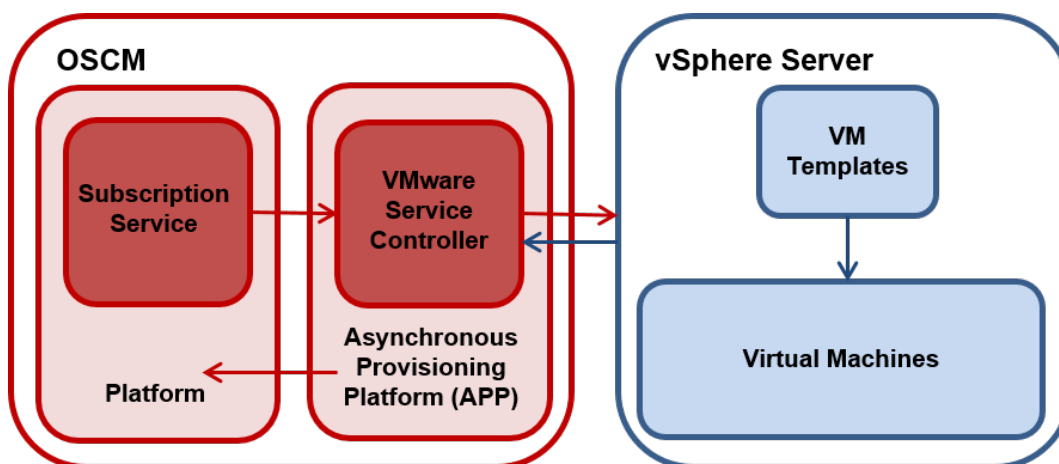 OSCM
Subscription
Service
Platform
VMware
Service
Controller
Asynchronous
Provisioning
Platform (APP)
vSphere Server
VM
Templates
Virtual Machines